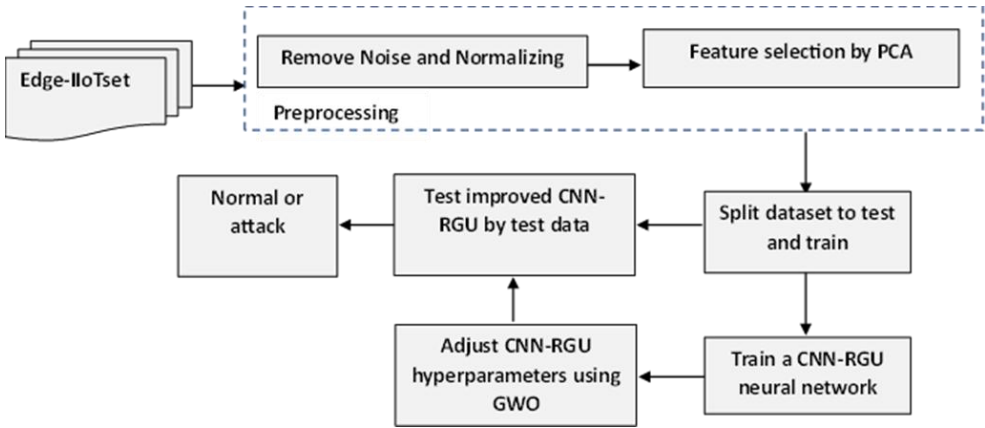 Edge-IIoTset
Remove Noise and Normalizing
Feature selection by PCA
Preprocessing
Normal or
attack
Test improved CNN-
RGU by test data
Split dataset to test
and train
Adjust CNN-RGU
hyperparameters using
GWO
Train a CNN-RGU
neural network